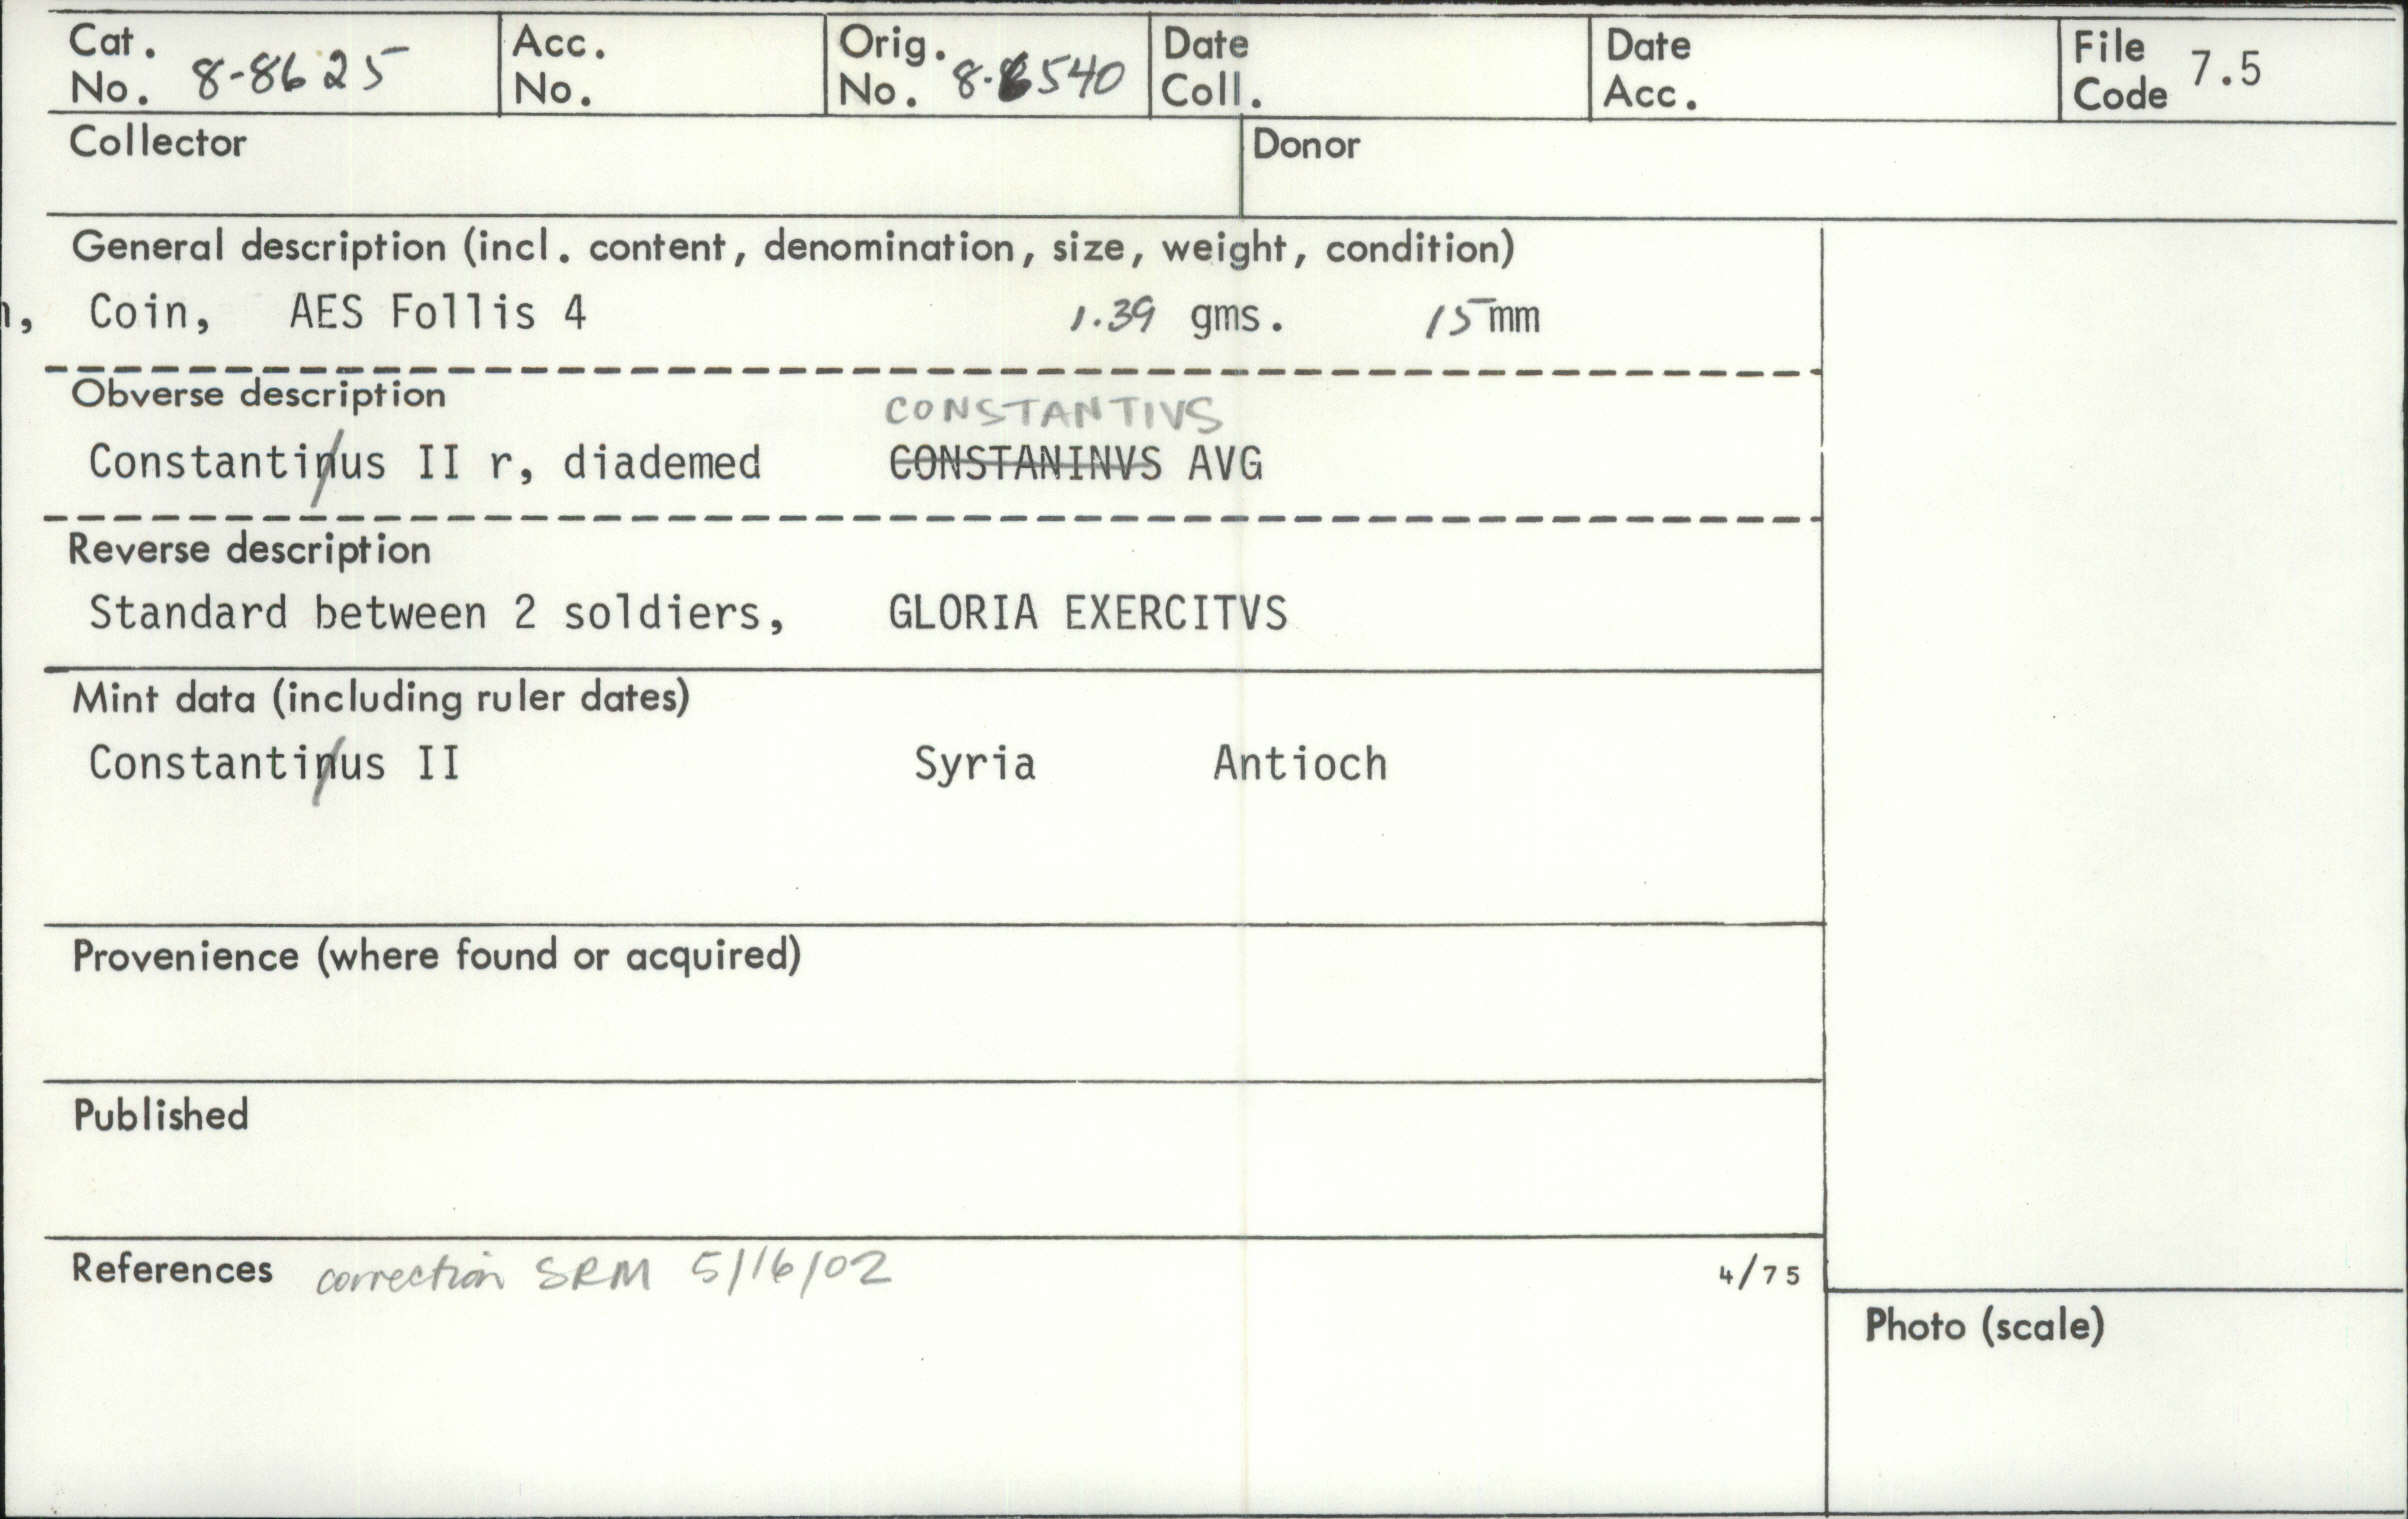 Cat. No. 8-8625
Acc. No.
Orig. No. 8-6540
Date Coll.
Date Acc.
File Code 7.5
Collector
Donor
General description (incl. content, denomination, size, weight, condition)
Coin, AES Follis 4 1.39 gms. 15mm
Obverse description
CONSTANTIVS
Constantinus II r, diademed CONSTANINVS AVG
Reverse description
Standard between 2 soldiers, GLORIA EXERCITVS
Mint data (including ruler dates)
Constantinus II Syria Antioch
Provenience (where found or acquired)
Published
References correction SRM 5/16/02
4/75
Photo (scale)